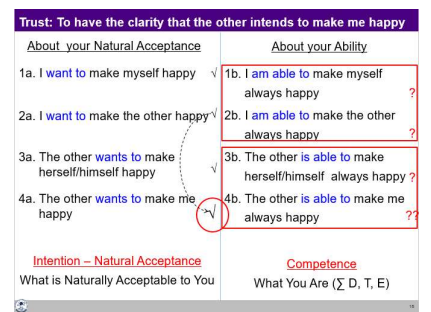 Trust: To have the clarity that the other intends to make me happy
About your Natural Acceptance
1a. I want to make myself happy √
2a. I want to make the other happy √
3a. The other wants to make
herself/himself happy √
4a. The other wants to make me
happy √
Intention – Natural Acceptance
What is Naturally Acceptable to You
About your Ability
1b. I am able to make myself
always happy ?
2b. I am able to make the other
always happy ?
3b. The other is able to make
herself/himself always happy ?
4b. The other is able to make me
always happy ??
Competence
What You Are (∑ D, T, E)